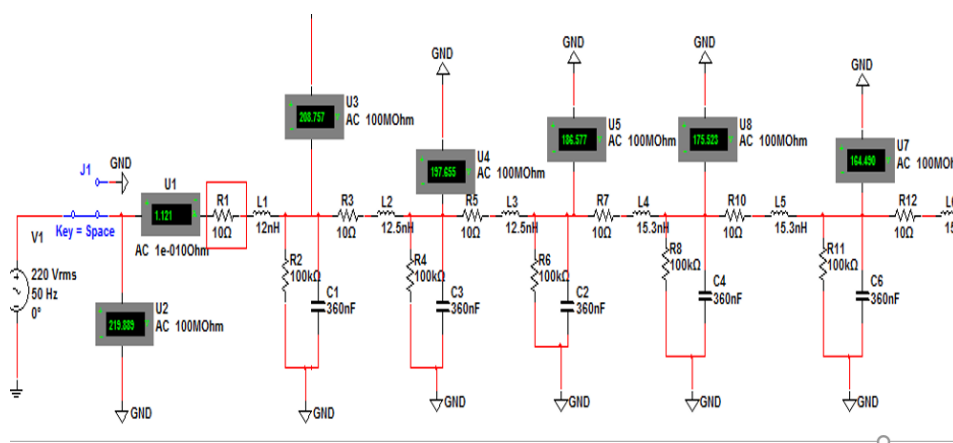 GND
J1
Key = Space
V1
220 Vrms
50 Hz
0°
U1
1.121
AC 1e-010Ohm
U2
219.889
AC 100MOhm
GND
R1
10Ω
L1
12nH
U3
208.757
AC 100MOhm
R2
100kΩ
C1
360nF
GND
R3
10Ω
L2
12.5nH
GND
U4
197.655
AC 100MOhm
R4
100kΩ
C3
360nF
GND
R5
10Ω
L3
12.5nH
GND
U5
186.577
AC 100MOhm
R6
100kΩ
C2
360nF
GND
R7
10Ω
L4
15.3nH
GND
U8
175.523
AC 100MOhm
R8
100kΩ
C4
360nF
GND
R10
10Ω
L5
15.3nH
GND
U7
164.490
AC 100MOh
R11
100kΩ
C6
360nF
GND
R12
10Ω
L6
15